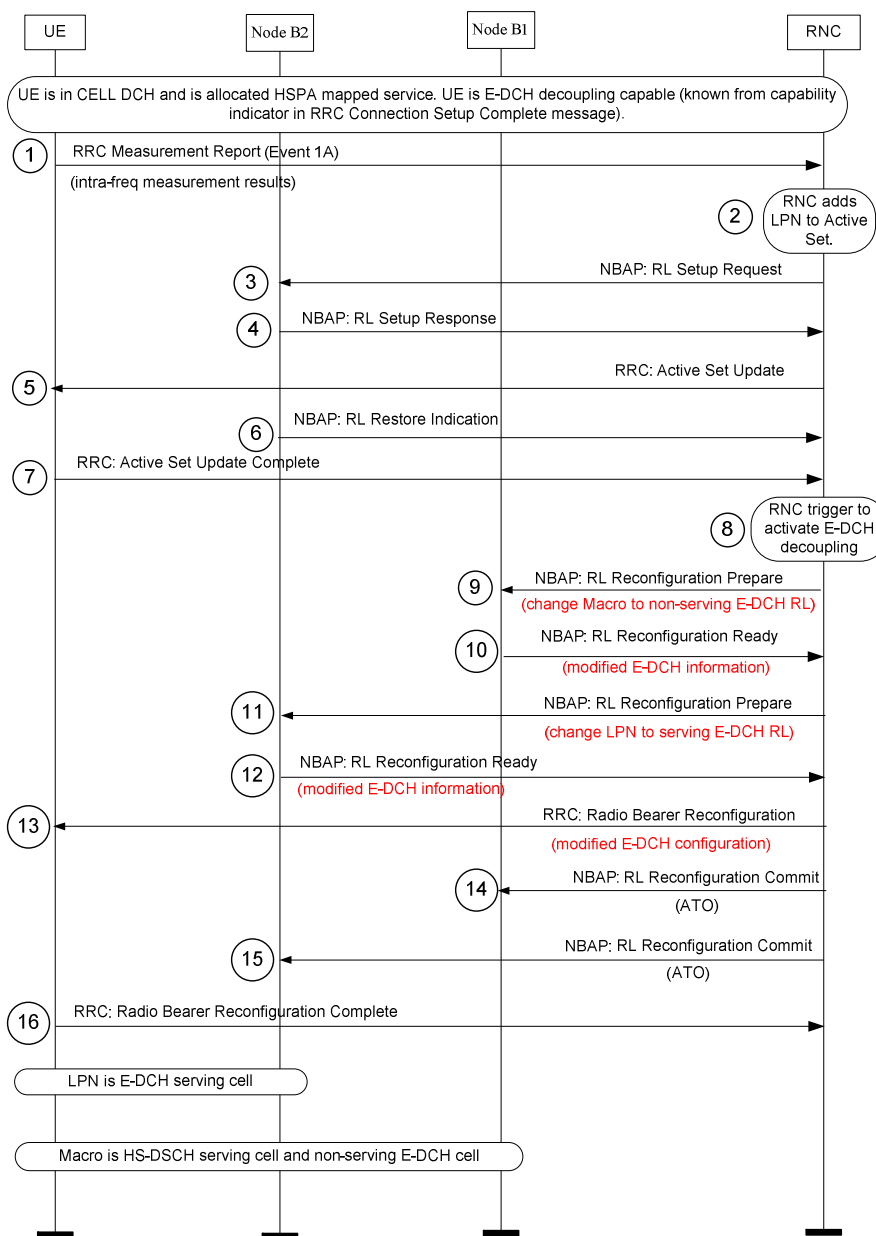 UE
Node B2
Node B1
RNC
UE is in CELL DCH and is allocated HSPA mapped service. UE is E-DCH decoupling capable (known from capability
indicator in RRC Connection Setup Complete message).
1
RRC Measurement Report (Event 1A)
(intra-freq measurement results)
2
RNC adds
LPN to Active
Set.
NBAP: RL Setup Request
3
4
NBAP: RL Setup Response
RRC: Active Set Update
5
NBAP: RL Restore Indication
6
RRC: Active Set Update Complete
7
8
RNC trigger to
activate E-DCH
decoupling
9
NBAP: RL Reconfiguration Prepare
(change Macro to non-serving E-DCH RL)
10
NBAP: RL Reconfiguration Ready
(modified E-DCH information)
11
NBAP: RL Reconfiguration Prepare
(change LPN to serving E-DCH RL)
12
NBAP: RL Reconfiguration Ready
(modified E-DCH information)
13
RRC: Radio Bearer Reconfiguration
(modified E-DCH configuration)
14
NBAP: RL Reconfiguration Commit
(ATO)
15
NBAP: RL Reconfiguration Commit
(ATO)
16
RRC: Radio Bearer Reconfiguration Complete
LPN is E-DCH serving cell
Macro is HS-DSCH serving cell and non-serving E-DCH cell